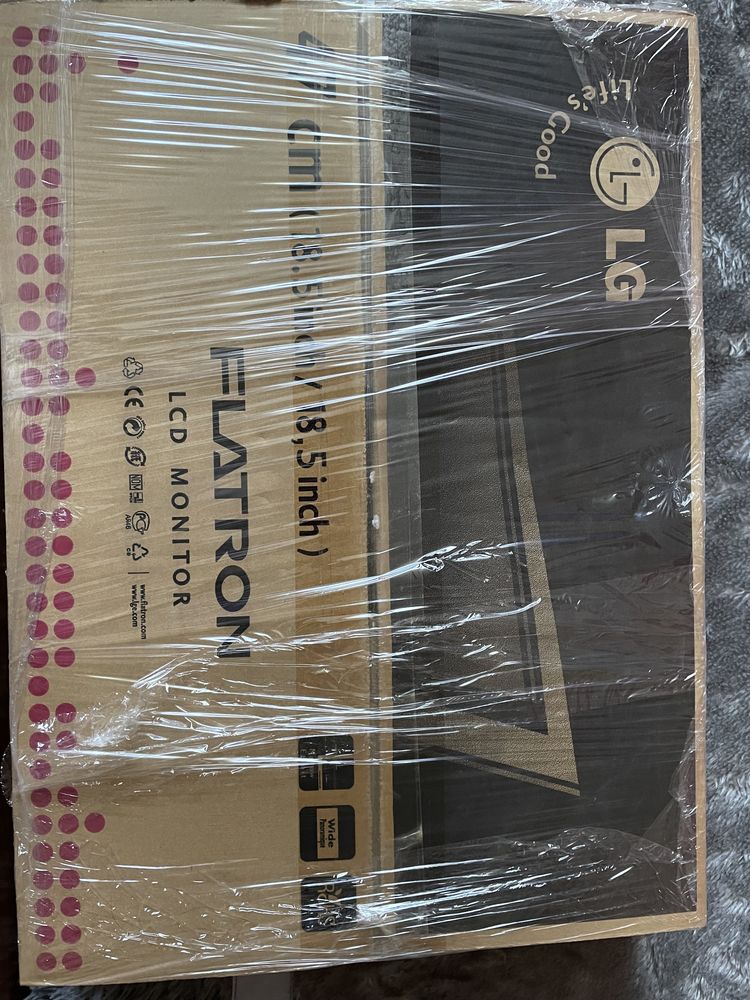 Life's Good
LG
47 cm ( 18.5 inch / 18,5 inch )
FLATRON
LCD MONITOR
www.flatron.com
www.lge.com
Wide